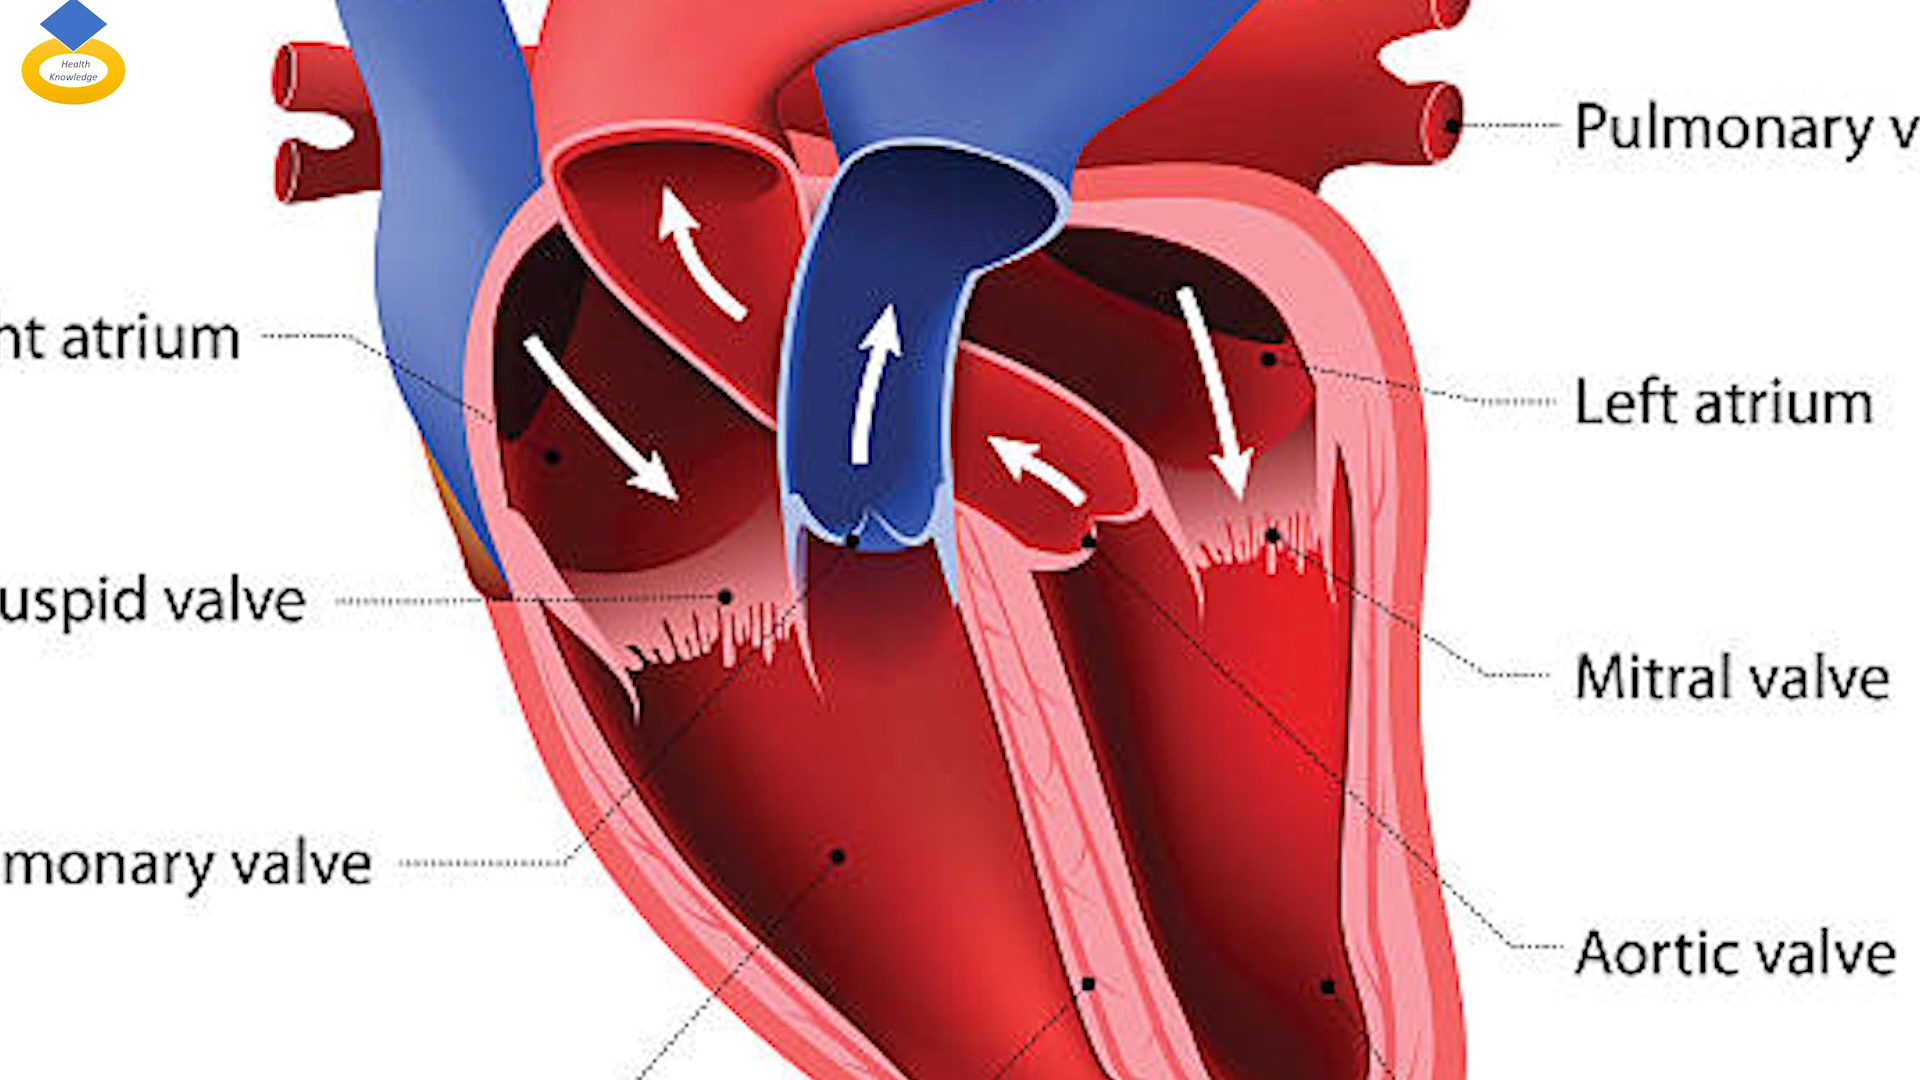 Health
Knowledge
Pulmonary v
ht atrium
Left atrium
uspid valve
Mitral valve
monary valve
Aortic valve